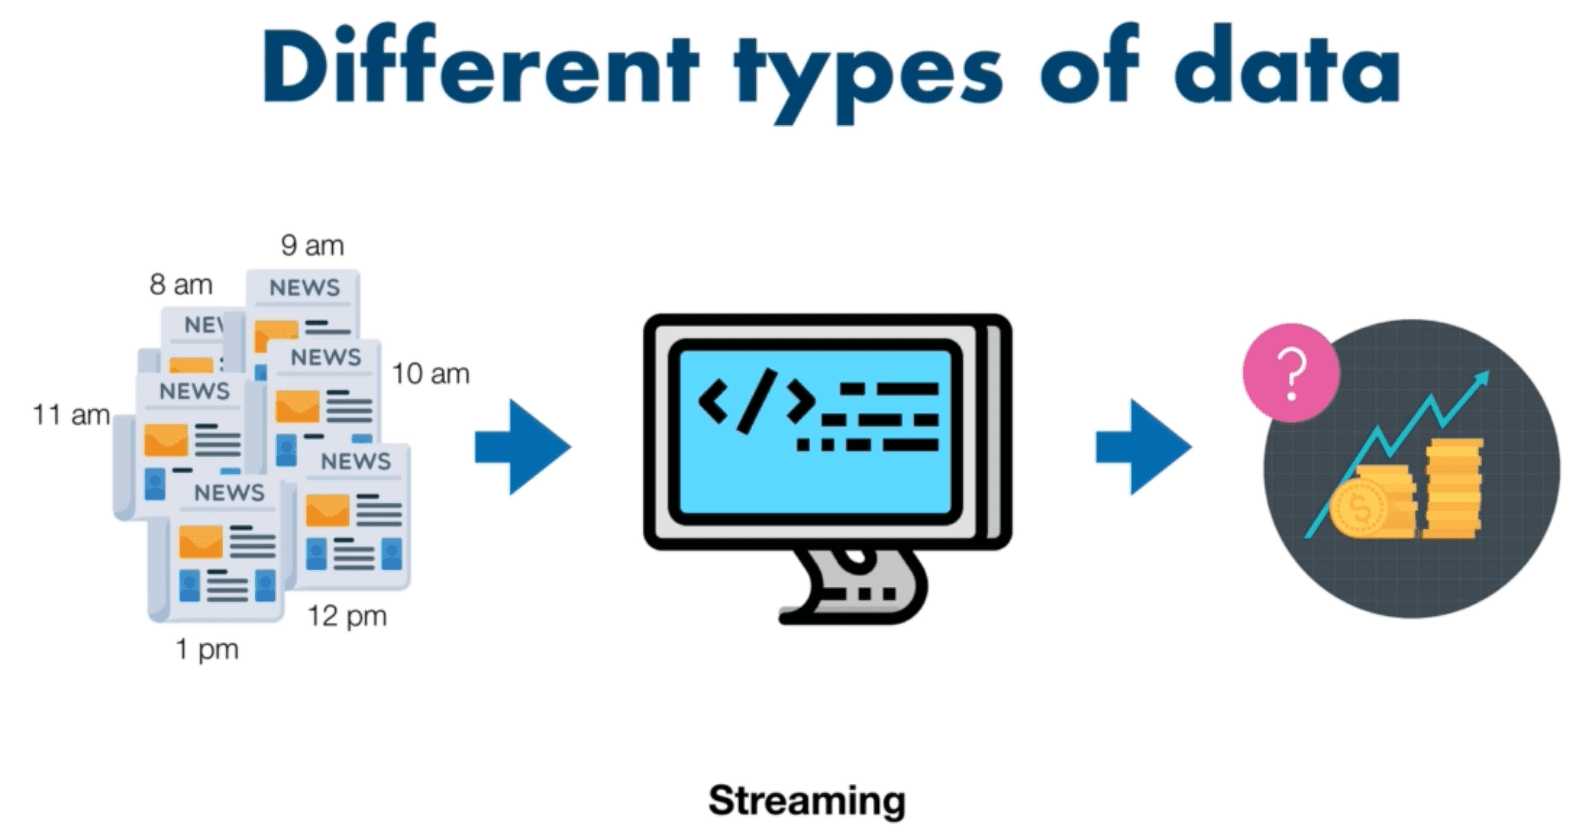 Different types of data
9 am
8 am
NEWS
NEW
NEWS
10 am
NEWS
11 am
NEWS
NEWS
12 pm
1 pm
</>
?
$
Streaming